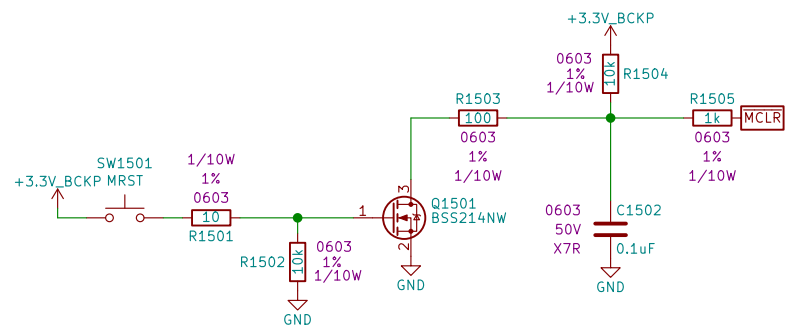 +3.3V_BCKP
0603
1%
1/10W
10k
R1504
R1503
100
0603
1%
1/10W
R1505
1k
MCLR
0603
1%
1/10W
SW1501
MRST
+3.3V_BCKP
1/10W
1%
0603
10
R1501
1
3
2
Q1501
BSS214NW
GND
R1502
10k
0603
1%
1/10W
GND
0603
50V
X7R
C1502
0.1uF
GND